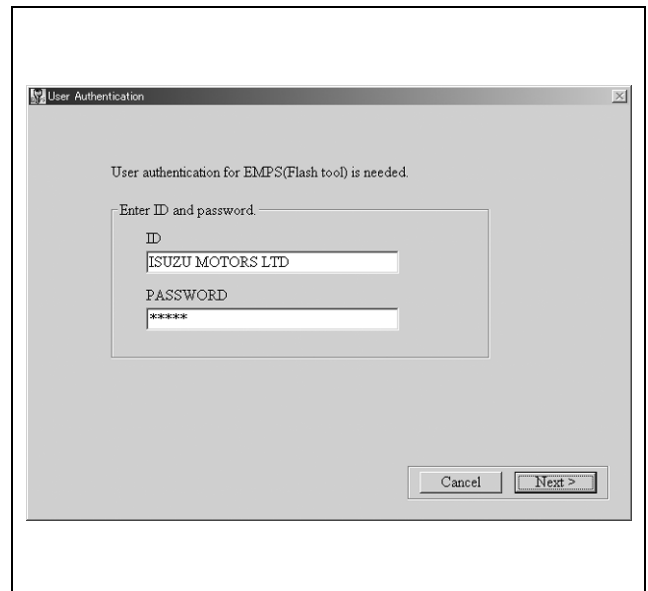 User Authentication
User authentication for EMPS(Flash tool) is needed.
Enter ID and password.
ID
ISUZU MOTORS LTD
PASSWORD
*****
Cancel Next >